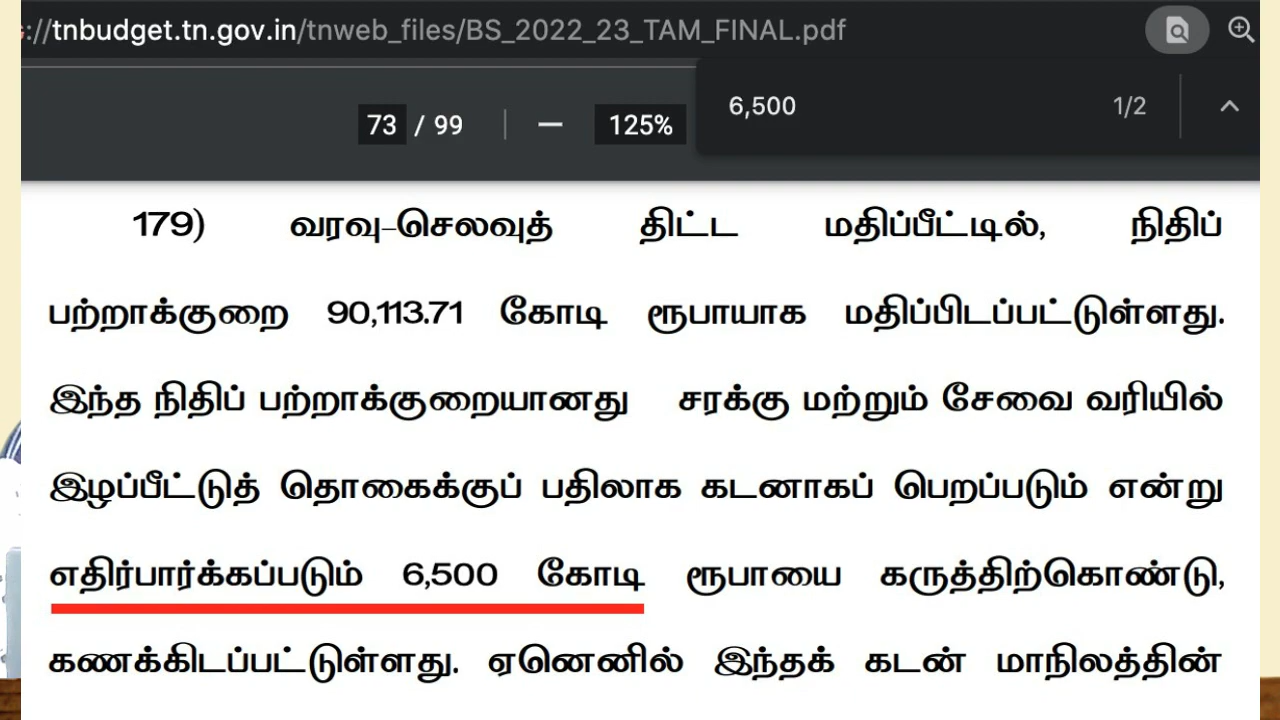 ://tnbudget.tn.gov.in/tnweb_files/BS_2022_23_TAM_FINAL.pdf
73 / 99 125% 6,500 1/2
179) வரவு-செலவுத் திட்ட மதிப்பீட்டில், நிதிப்
பற்றாக்குறை 90,113.71 கோடி ரூபாயாக மதிப்பிடப்பட்டுள்ளது.
இந்த நிதிப் பற்றாக்குறையானது சரக்கு மற்றும் சேவை வரியில்
இழப்பீட்டுத் தொகைக்குப் பதிலாக கடனாகப் பெறப்படும் என்று
எதிர்பார்க்கப்படும் 6,500 கோடி ரூபாயை கருத்திற்கொண்டு,
கணக்கிடப்பட்டுள்ளது. ஏனெனில் இந்தக் கடன் மாநிலத்தின்